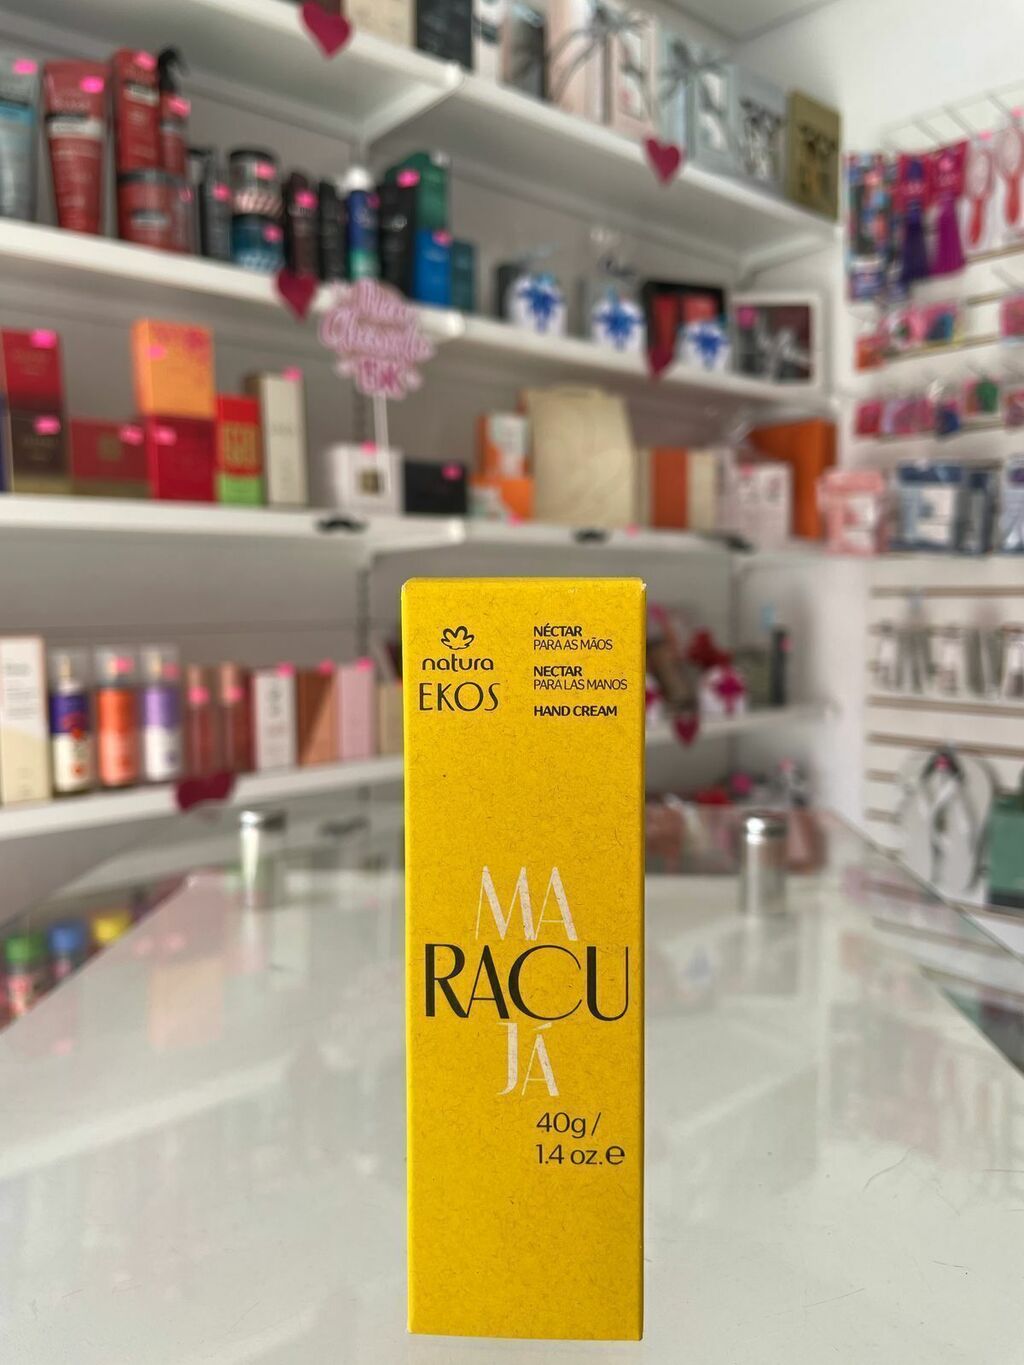 natura
EKOS
NÉCTAR
PARA AS MÃOS
NECTAR
PARA LAS MANOS
HAND CREAM
MA
RACU
JÁ
40g /
1.4 oz. e